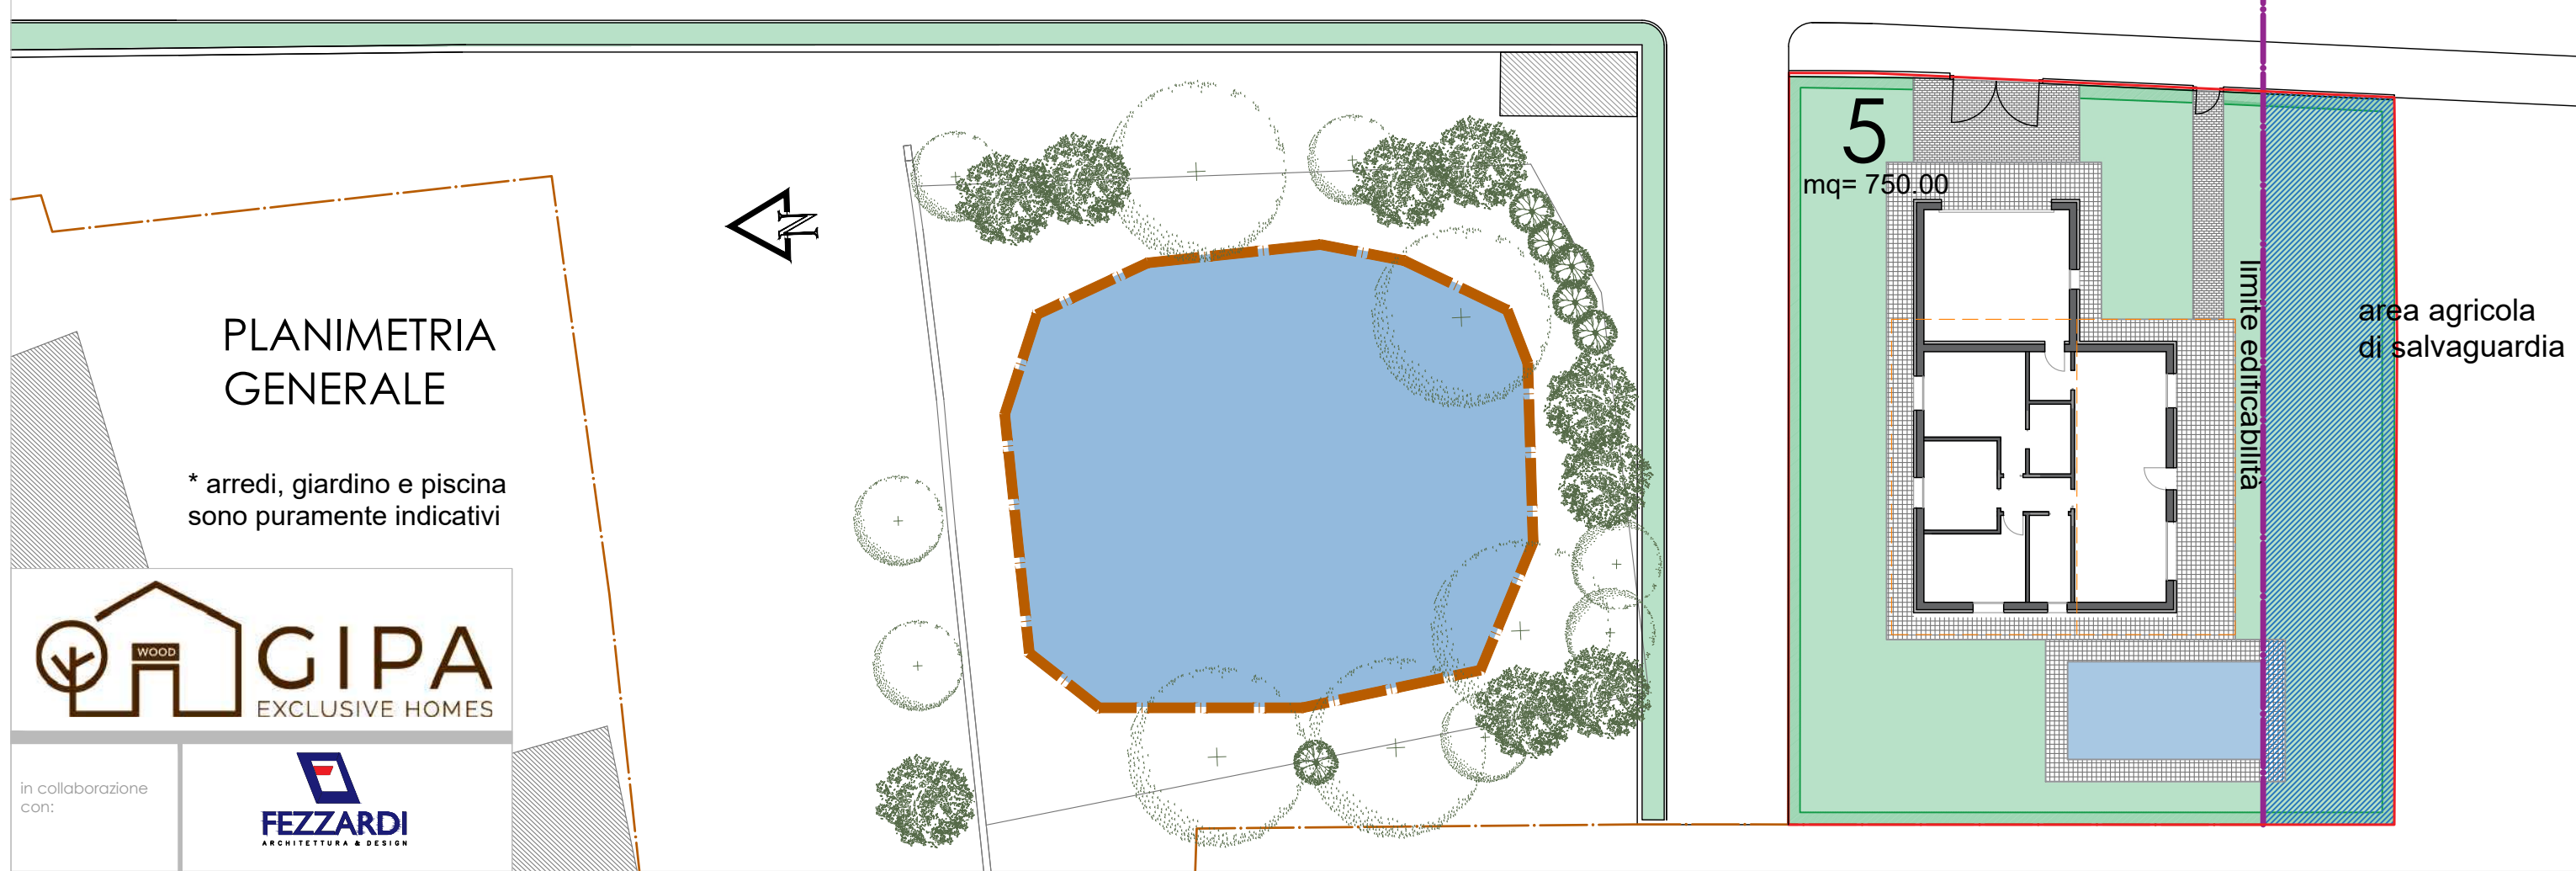 PLANIMETRIA
GENERALE
* arredi, giardino e piscina
sono puramente indicativi
WOOD
GIPA
EXCLUSIVE HOMES
in collaborazione
con:
FEZZARDI
ARCHITETTURA & DESIGN
N
5
mq= 750.00
limite edificabilità
area agricola
di salvaguardia